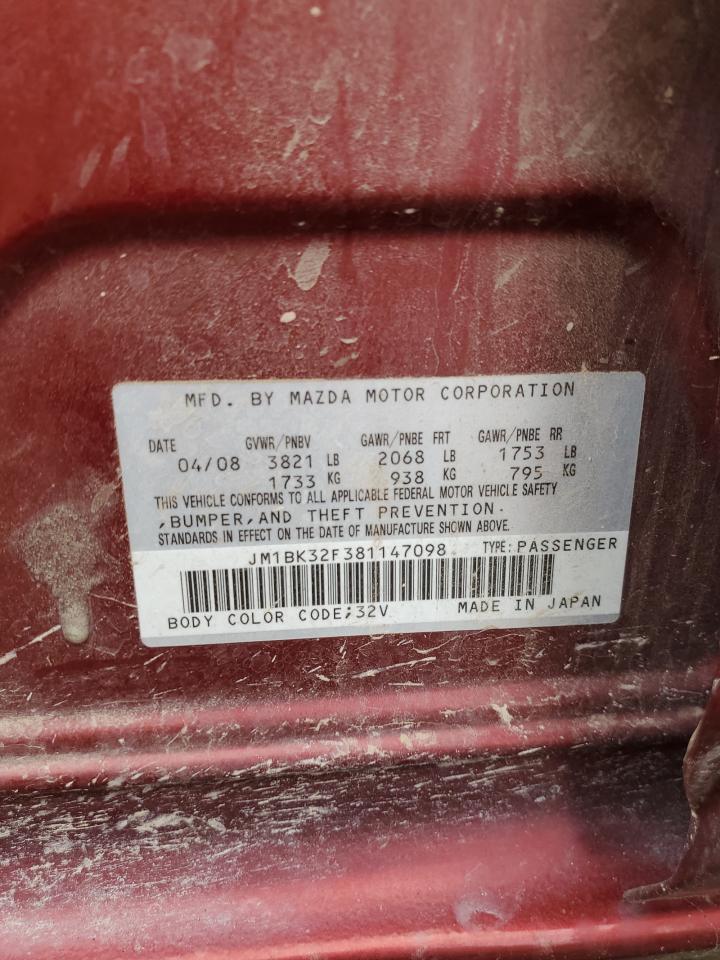 MFD. BY MAZDA MOTOR CORPORATION
DATE GVWR/PNBV GAWR/PNBE FRT GAWR/PNBE RR
04/08 3821 LB 2068 LB 1753 LB
1733 KG 938 KG 795 KG
THIS VEHICLE CONFORMS TO ALL APPLICABLE FEDERAL MOTOR VEHICLE SAFETY
,BUMPER,AND THEFT PREVENTION.
STANDARDS IN EFFECT ON THE DATE OF MANUFACTURE SHOWN ABOVE.
JM1BK32F381147098 TYPE:PASSENGER
BODY COLOR CODE;32V MADE IN JAPAN